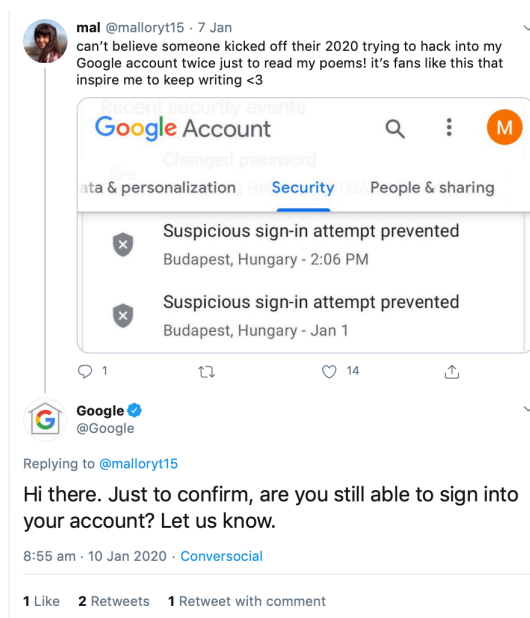 mal @malloryt15 · 7 Jan
can't believe someone kicked off their 2020 trying to hack into my
Google account twice just to read my poems! it's fans like this that
inspire me to keep writing <3
Recent security events
Google Account
M
Changed password
ata & personalization Security People & sharing
Suspicious sign-in attempt prevented
Budapest, Hungary - 2:06 PM
Suspicious sign-in attempt prevented
Budapest, Hungary - Jan 1
1 14
G
Google
@Google
Replying to @malloryt15
Hi there. Just to confirm, are you still able to sign into
your account? Let us know.
8:55 am · 10 Jan 2020 · Conversocial
1 Like 2 Retweets 1 Retweet with comment